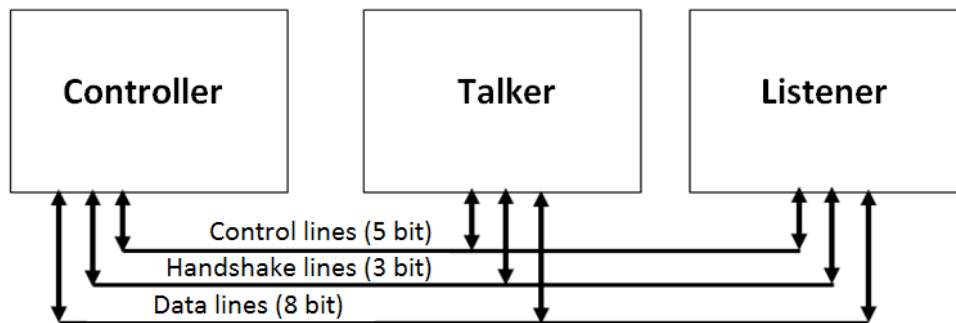 Controller
Talker
Listener
Control lines (5 bit)
Handshake lines (3 bit)
Data lines (8 bit)